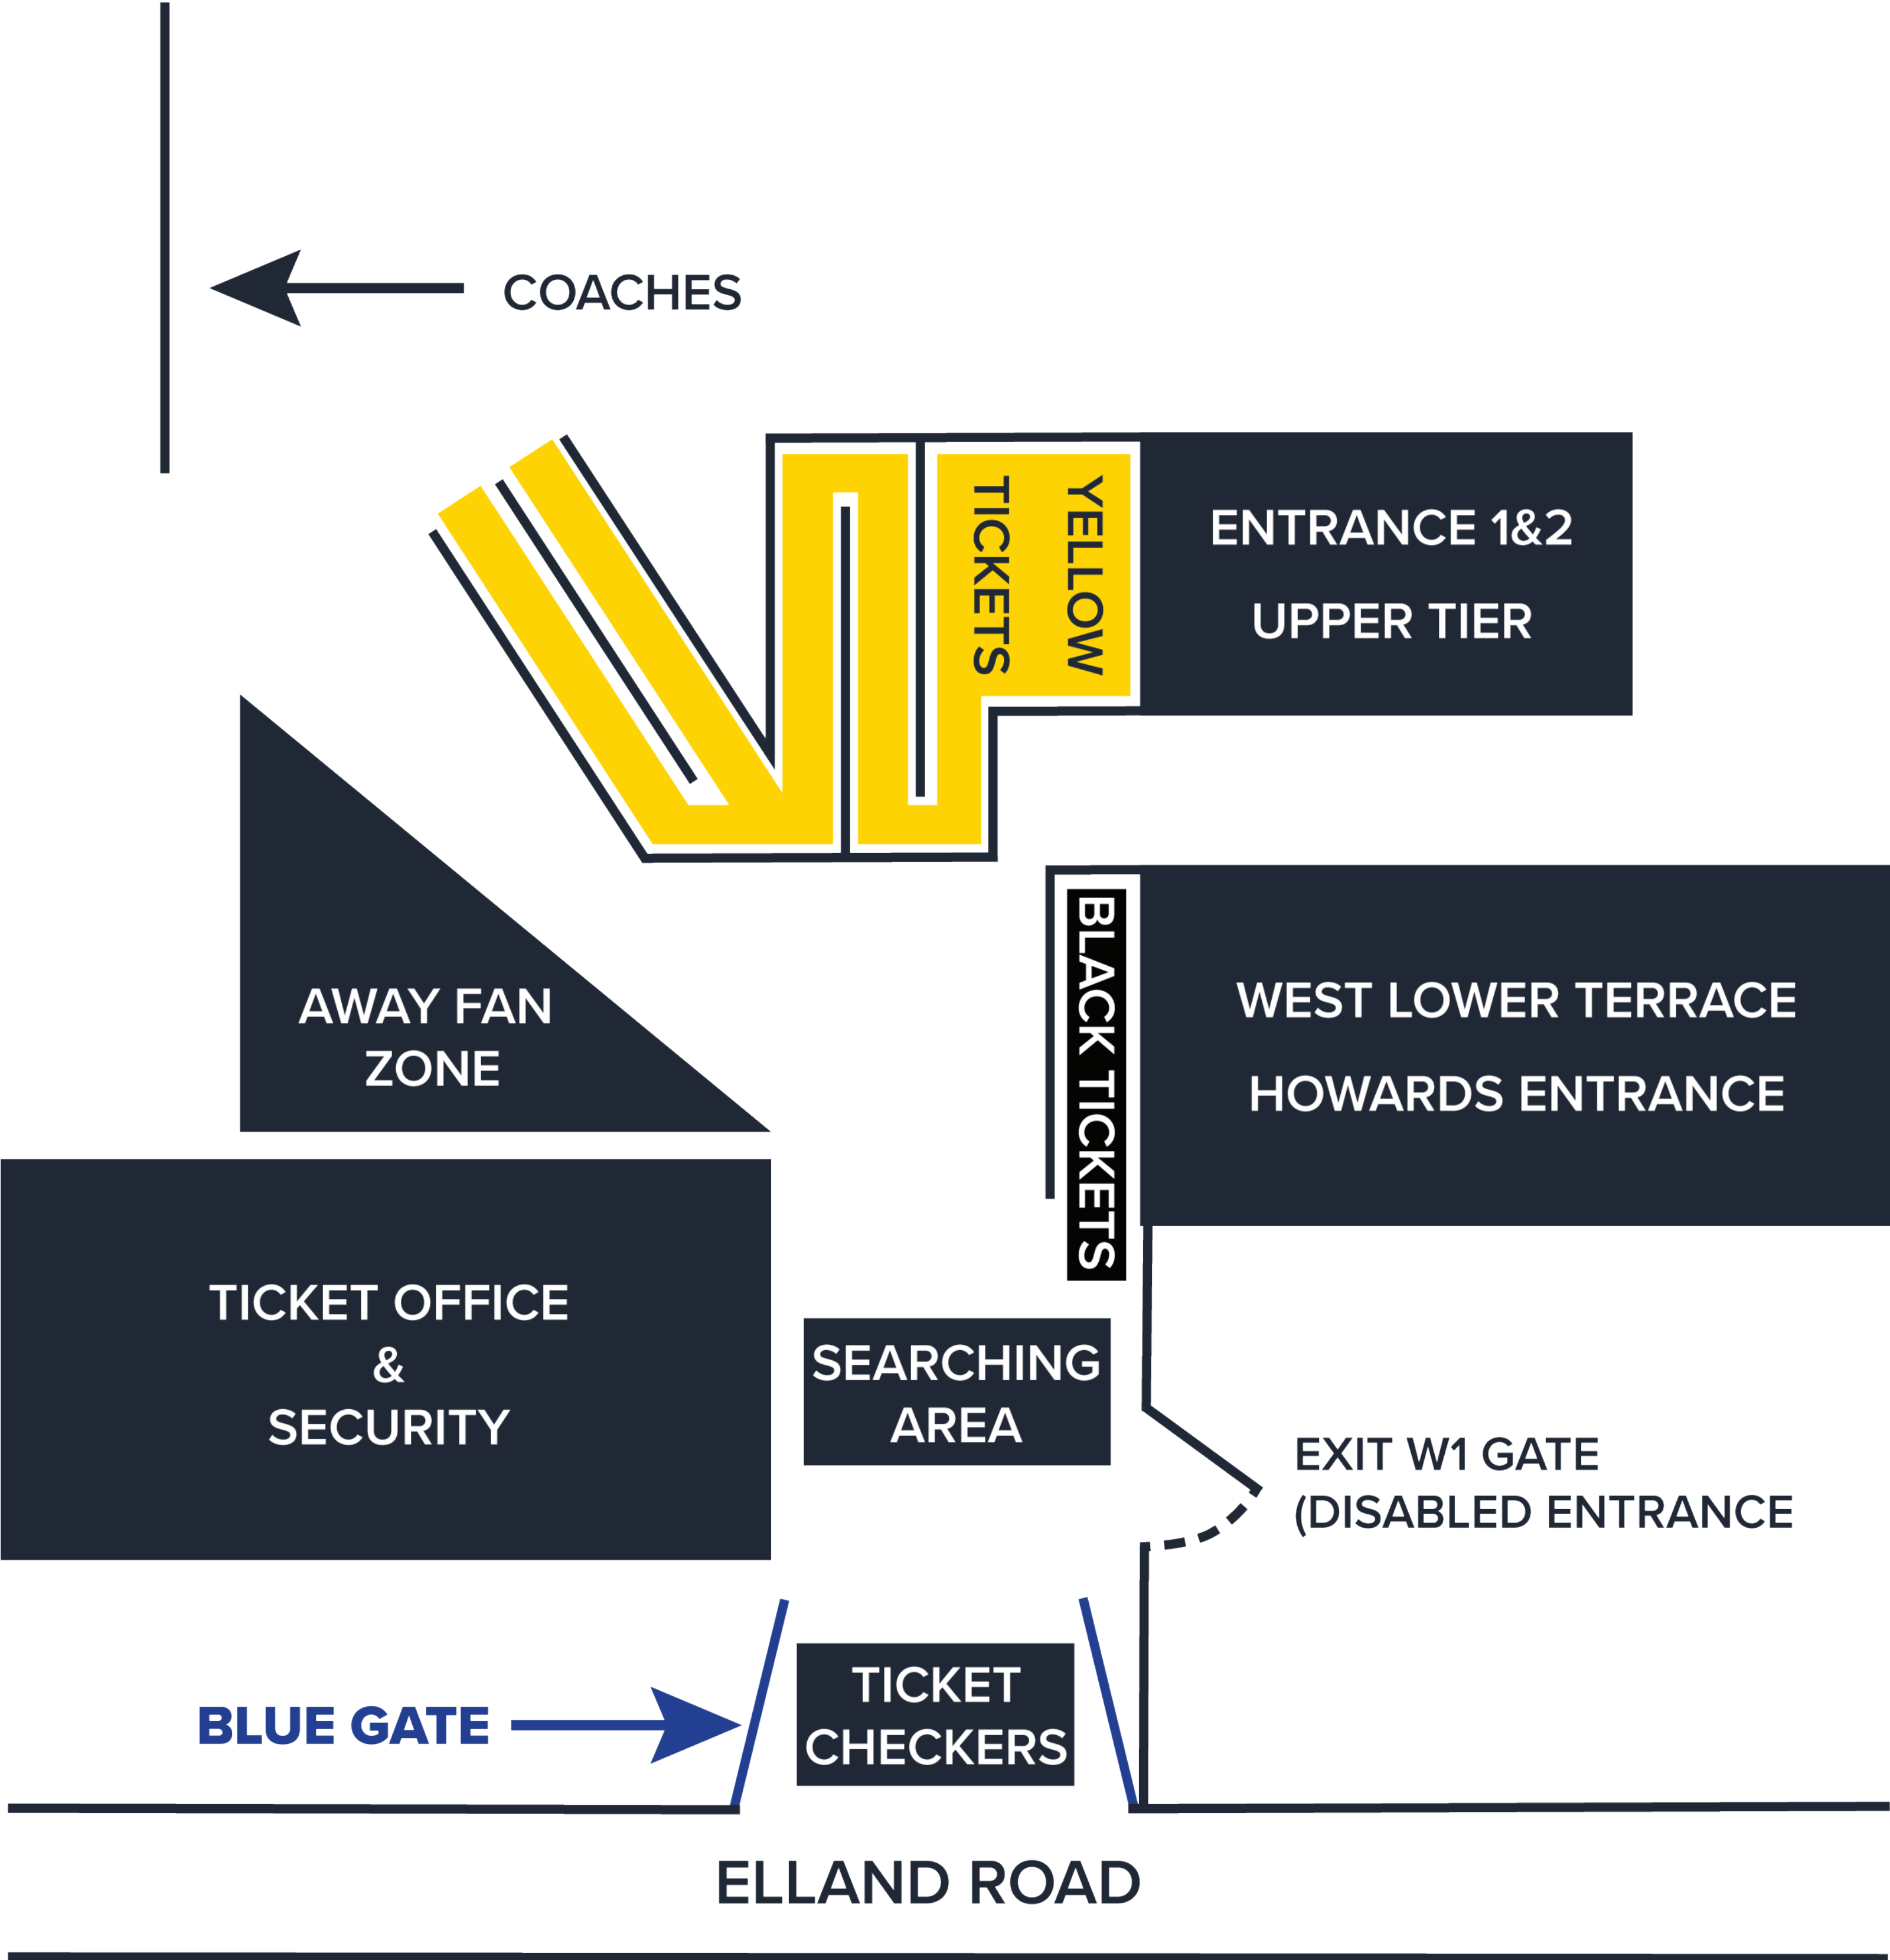 COACHES
ENTRANCE 1&2
UPPER TIER
YELLOW
TICKETS
BLACK TICKETS
WEST LOWER TERRACE
HOWARDS ENTRANCE
AWAY FAN
ZONE
TICKET OFFICE
&
SECURITY
SEARCHING
AREA
EXIT W1 GATE
(DISABLED ENTRANCE
BLUE GATE
TICKET
CHECKERS
ELLAND ROAD